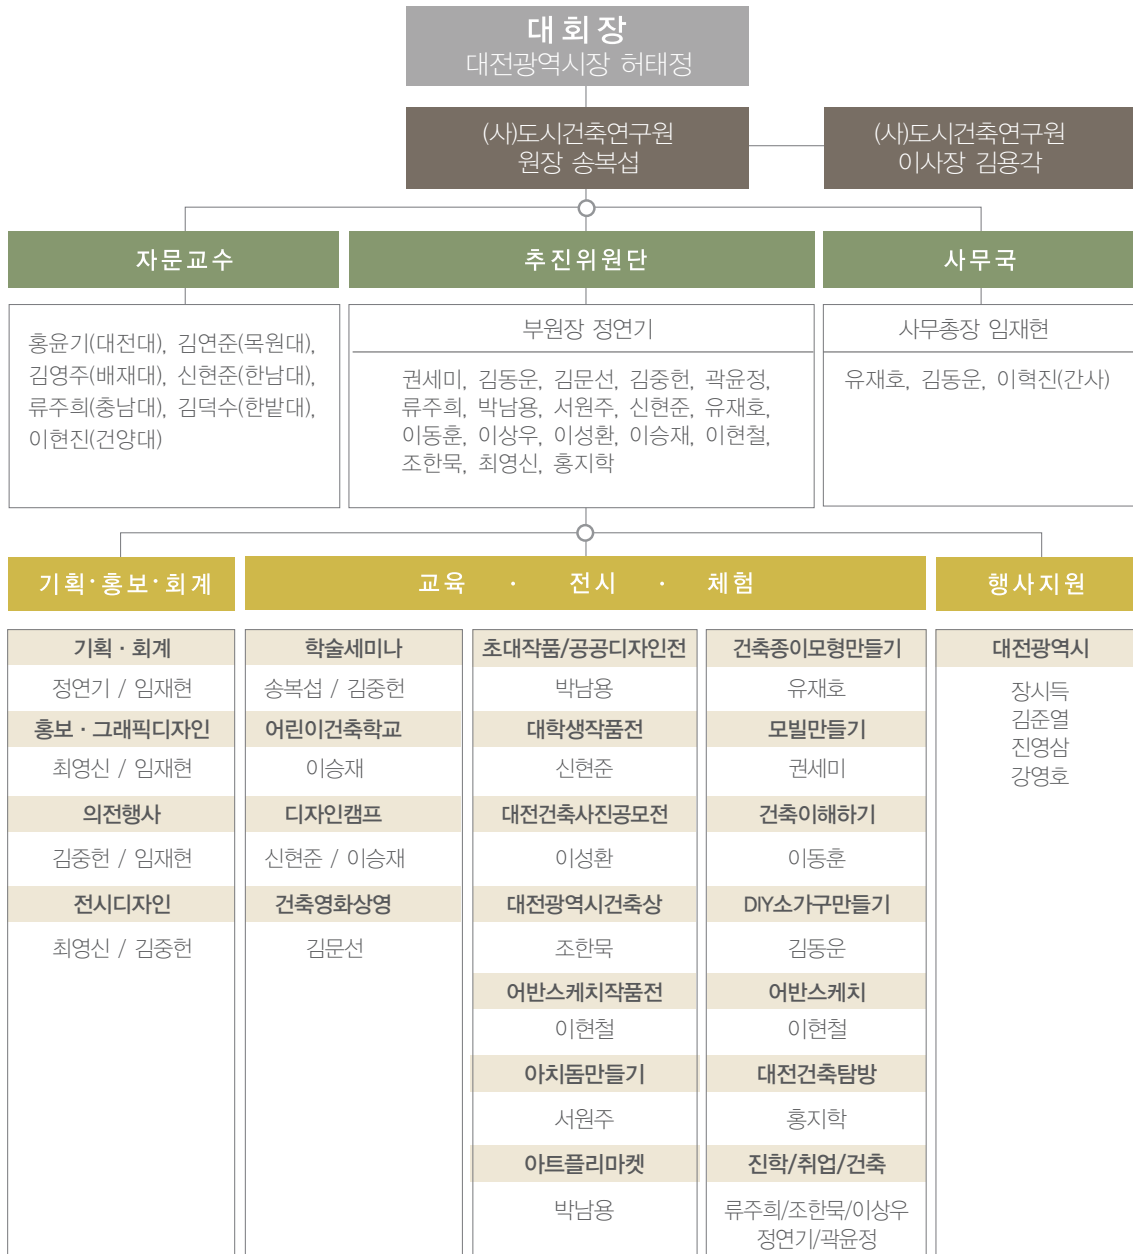 대회장
대전광역시장 허태정
(사)도시건축연구원
원장 송복섭
(사)도시건축연구원
이사장 김용각
자문교수
홍윤기(대전대), 김연준(목원대),
김영주(배재대), 신현준(한남대),
류주희(충남대), 김덕수(한밭대),
이현진(건양대)
추진위원단
부원장 정연기
권세미, 김동운, 김문선, 김중헌, 곽윤정,
류주희, 박남용, 서원주, 신현준, 유재호,
이동훈, 이상우, 이성환, 이승재, 이현철,
조한묵, 최영신, 홍지학
사무국
사무총장 임재현
유재호, 김동운, 이혁진(간사)
기획·홍보·회계
기획 · 회계
정연기 / 임재현
홍보 · 그래픽디자인
최영신 / 임재현
의전행사
김중헌 / 임재현
전시디자인
최영신 / 김중헌
교육 · 전시 · 체험
학술세미나
송복섭 / 김중헌
어린이건축학교
이승재
디자인캠프
신현준 / 이승재
건축영화상영
김문선
초대작품/공공디자인전
박남용
대학생작품전
신현준
대전건축사진공모전
이성환
대전광역시건축상
조한묵
어반스케치작품전
이현철
아치돔만들기
서원주
아트플리마켓
박남용
건축종이모형만들기
유재호
모빌만들기
권세미
건축이해하기
이동훈
DIY소가구만들기
김동운
어반스케치
이현철
대전건축탐방
홍지학
진학/취업/건축
류주희/조한묵/이상우
정연기/곽윤정
행사지원
대전광역시
장시득
김준열
진영삼
강영호